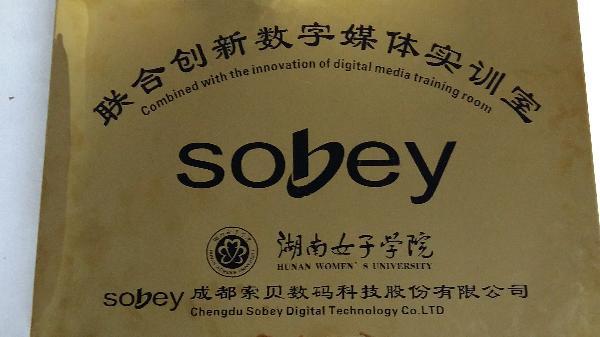 联合创新数字媒体实训室
Combined with the innovation of digital media training room
sobey
湖南女子学院
HUNAN WOMEN'S UNIVERSITY
sobey 成都索贝数码科技股份有限公司
Chengdu Sobey Digital Technology Co.LTD